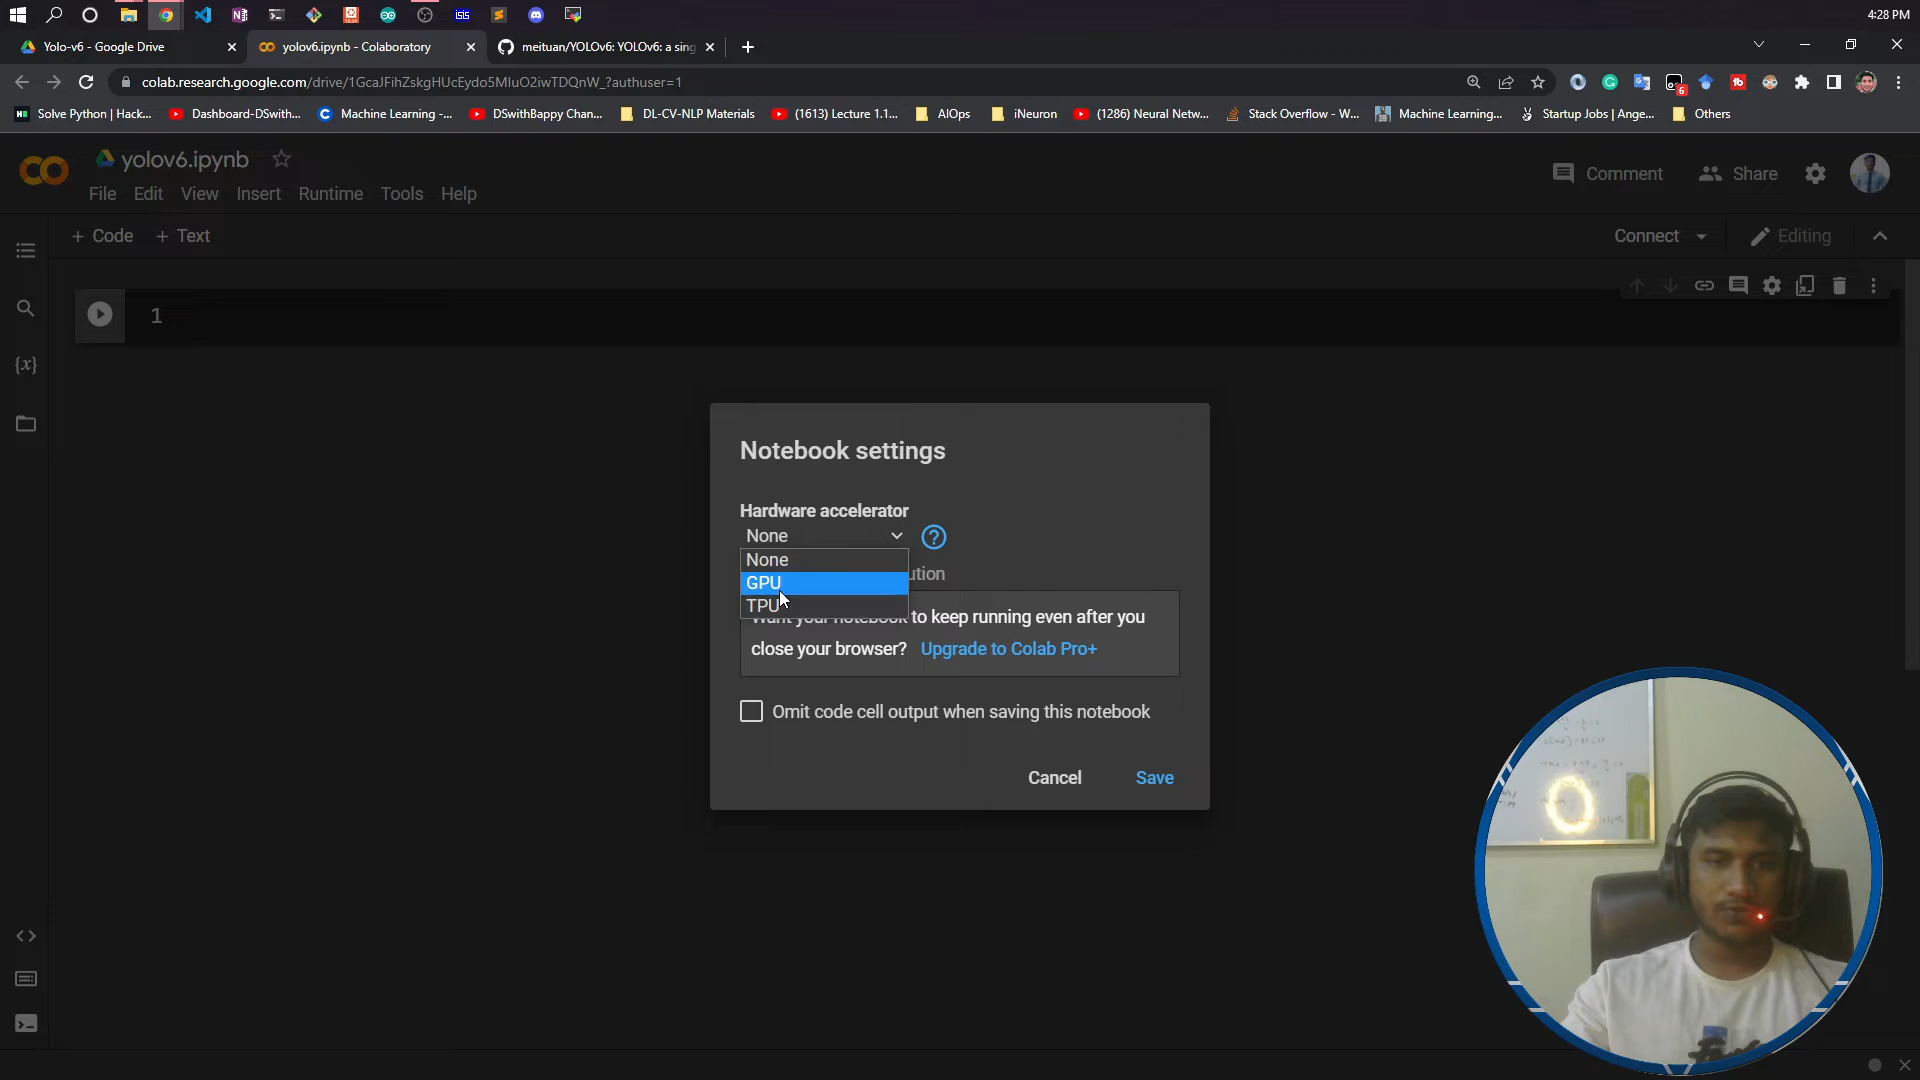 4:28 PM
Yolo-v6 - Google Drive
yolov6.ipynb - Colaboratory
meituan/YOLOv6: YOLOv6: a sing
colab.research.google.com/drive/1GcaJFihZskgHUcEydo5MIuO2iwTDQnW_?authuser=1
Solve Python | Hack...
Dashboard-DSwith...
Machine Learning -...
DSwithBappy Chan...
DL-CV-NLP Materials
(1613) Lecture 1.1...
AIOps
iNeuron
(1286) Neural Netw...
Stack Overflow - W...
Machine Learning...
Startup Jobs | Ange...
Others
yolov6.ipynb
Comment
Share
File Edit View Insert Runtime Tools Help
+ Code + Text
Connect
Editing
1
{x}
Notebook settings
Hardware accelerator
None
None
GPU
TPU
Want your notebook to keep running even after you
close your browser? Upgrade to Colab Pro+
Omit code cell output when saving this notebook
Cancel
Save